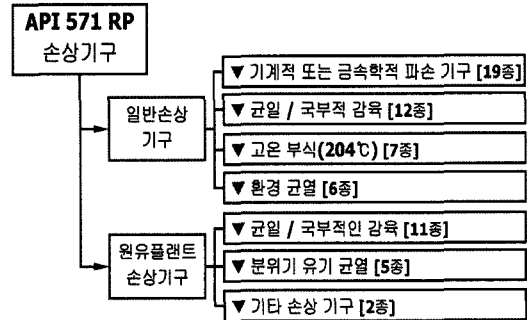 API 571 RP
손상기구
일반손상
기구
▼ 기계적 또는 금속학적 파손 기구 [19종]
▼ 균일 / 국부적 감육 [12종]
▼ 고온 부식(204℃) [7종]
▼ 환경 균열 [6종]
원유플랜트
손상기구
▼ 균일 / 국부적인 감육 [11종]
▼ 분위기 유기 균열 [5종]
▼ 기타 손상 기구 [2종]